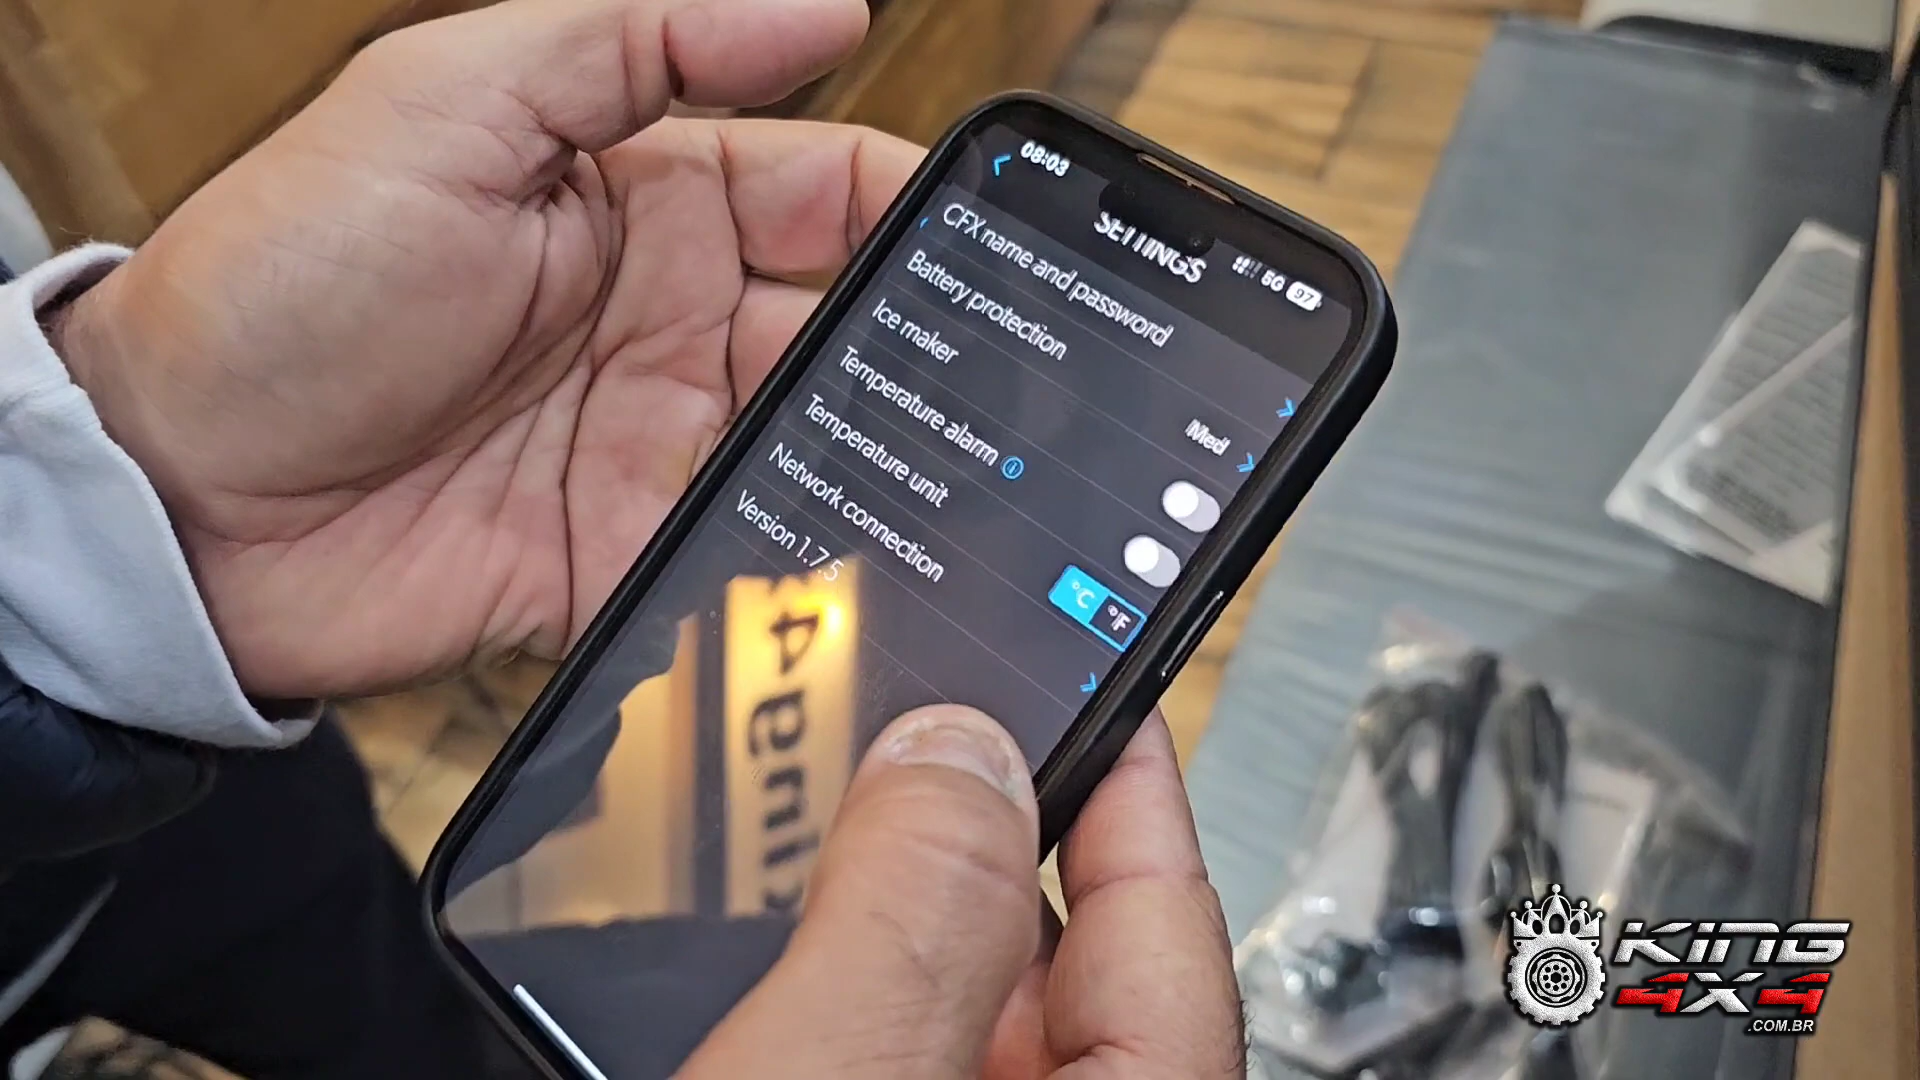 08:03
5G 97
SETTINGS
CFX name and password
Battery protection
Med
Ice maker
Temperature alarm
Temperature unit
°C °F
Network connection
Version 1.7.5
KING
4X4
.COM.BR